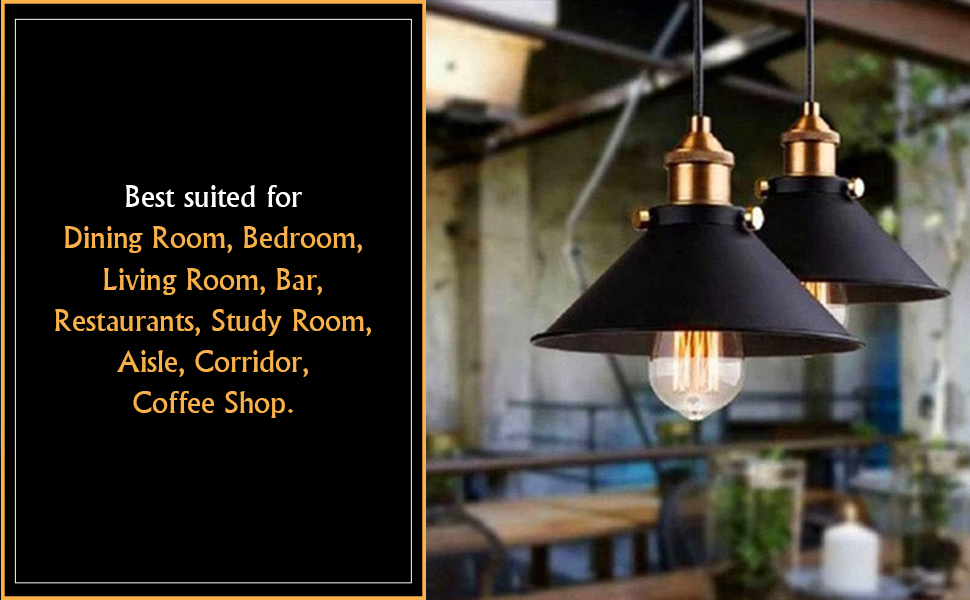 Best suited for
Dining Room, Bedroom,
Living Room, Bar,
Restaurants, Study Room,
Aisle, Corridor,
Coffee Shop.